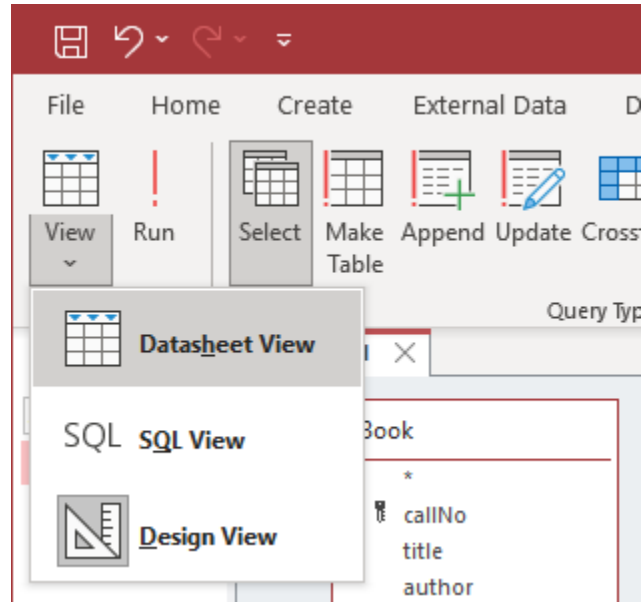 File Home Create External Data D
View Run Select Make Table Append Update Cross
Query Typ
Datasheet View
SQL SQL View
Design View
Book
*
callNo
title
author